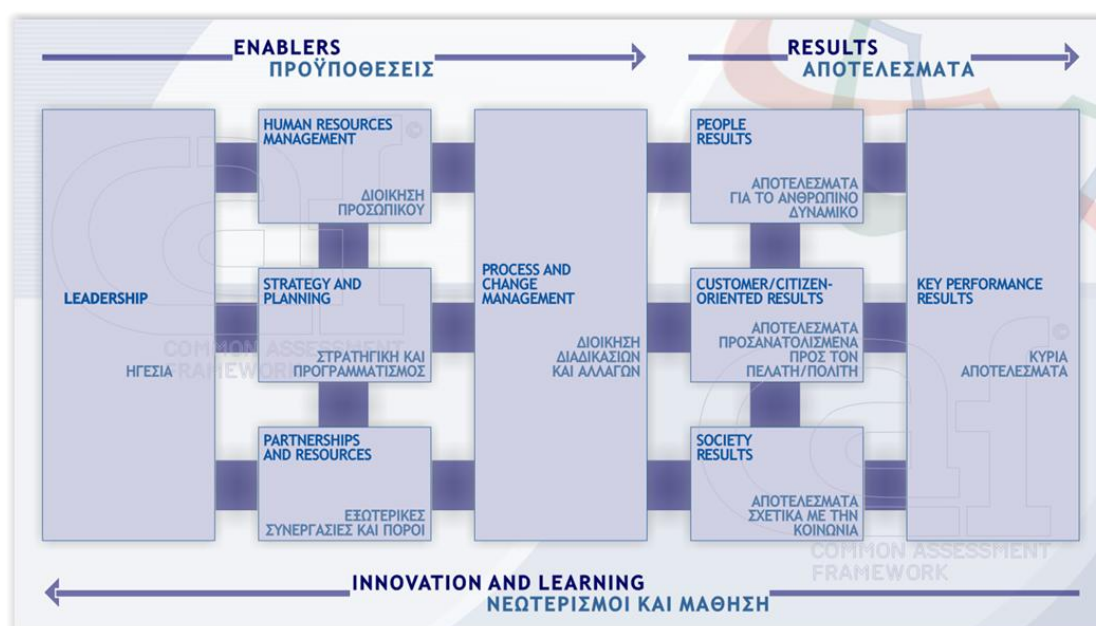 ENABLERS
ΠΡΟΫΠΟΘΕΣΕΙΣ
RESULTS
ΑΠΟΤΕΛΕΣΜΑΤΑ
LEADERSHIP
ΗΓΕΣΙΑ
HUMAN RESOURCES
MANAGEMENT
©
ΔΙΟΙΚΗΣΗ
ΠΡΟΣΩΠΙΚΟΥ
STRATEGY AND
PLANNING
ΣΤΡΑΤΗΓΙΚΗ ΚΑΙ
ΠΡΟΓΡΑΜΜΑΤΙΣΜΟΣ
COMMON ASSESSMENT
FRAMEWORK
PARTNERSHIPS
AND RESOURCES
ΕΞΩΤΕΡΙΚΕΣ
ΣΥΝΕΡΓΑΣΙΕΣ ΚΑΙ ΠΟΡΟΙ
PROCESS AND
CHANGE
MANAGEMENT
ΔΙΟΙΚΗΣΗ
ΔΙΑΔΙΚΑΣΙΩΝ
ΚΑΙ ΑΛΛΑΓΩΝ
PEOPLE
RESULTS
ΑΠΟΤΕΛΕΣΜΑΤΑ
ΓΙΑ ΤΟ ΑΝΘΡΩΠΙΝΟ
ΔΥΝΑΜΙΚΟ
CUSTOMER/CITIZEN-
ORIENTED RESULTS
ΑΠΟΤΕΛΕΣΜΑΤΑ
ΠΡΟΣΑΝΑΤΟΛΙΣΜΕΝΑ
ΠΡΟΣ ΤΟΝ
ΠΕΛΑΤΗ/ΠΟΛΙΤΗ
SOCIETY
RESULTS
ΑΠΟΤΕΛΕΣΜΑΤΑ
ΣΧΕΤΙΚΑ ΜΕ ΤΗΝ
ΚΟΙΝΩΝΙΑ
KEY PERFORMANCE
RESULTS
©
ΚΥΡΙΑ
ΑΠΟΤΕΛΕΣΜΑΤΑ
COMMON ASSESSMENT
FRAMEWORK
INNOVATION AND LEARNING
ΝΕΩΤΕΡΙΣΜΟΙ ΚΑΙ ΜΑΘΗΣΗ